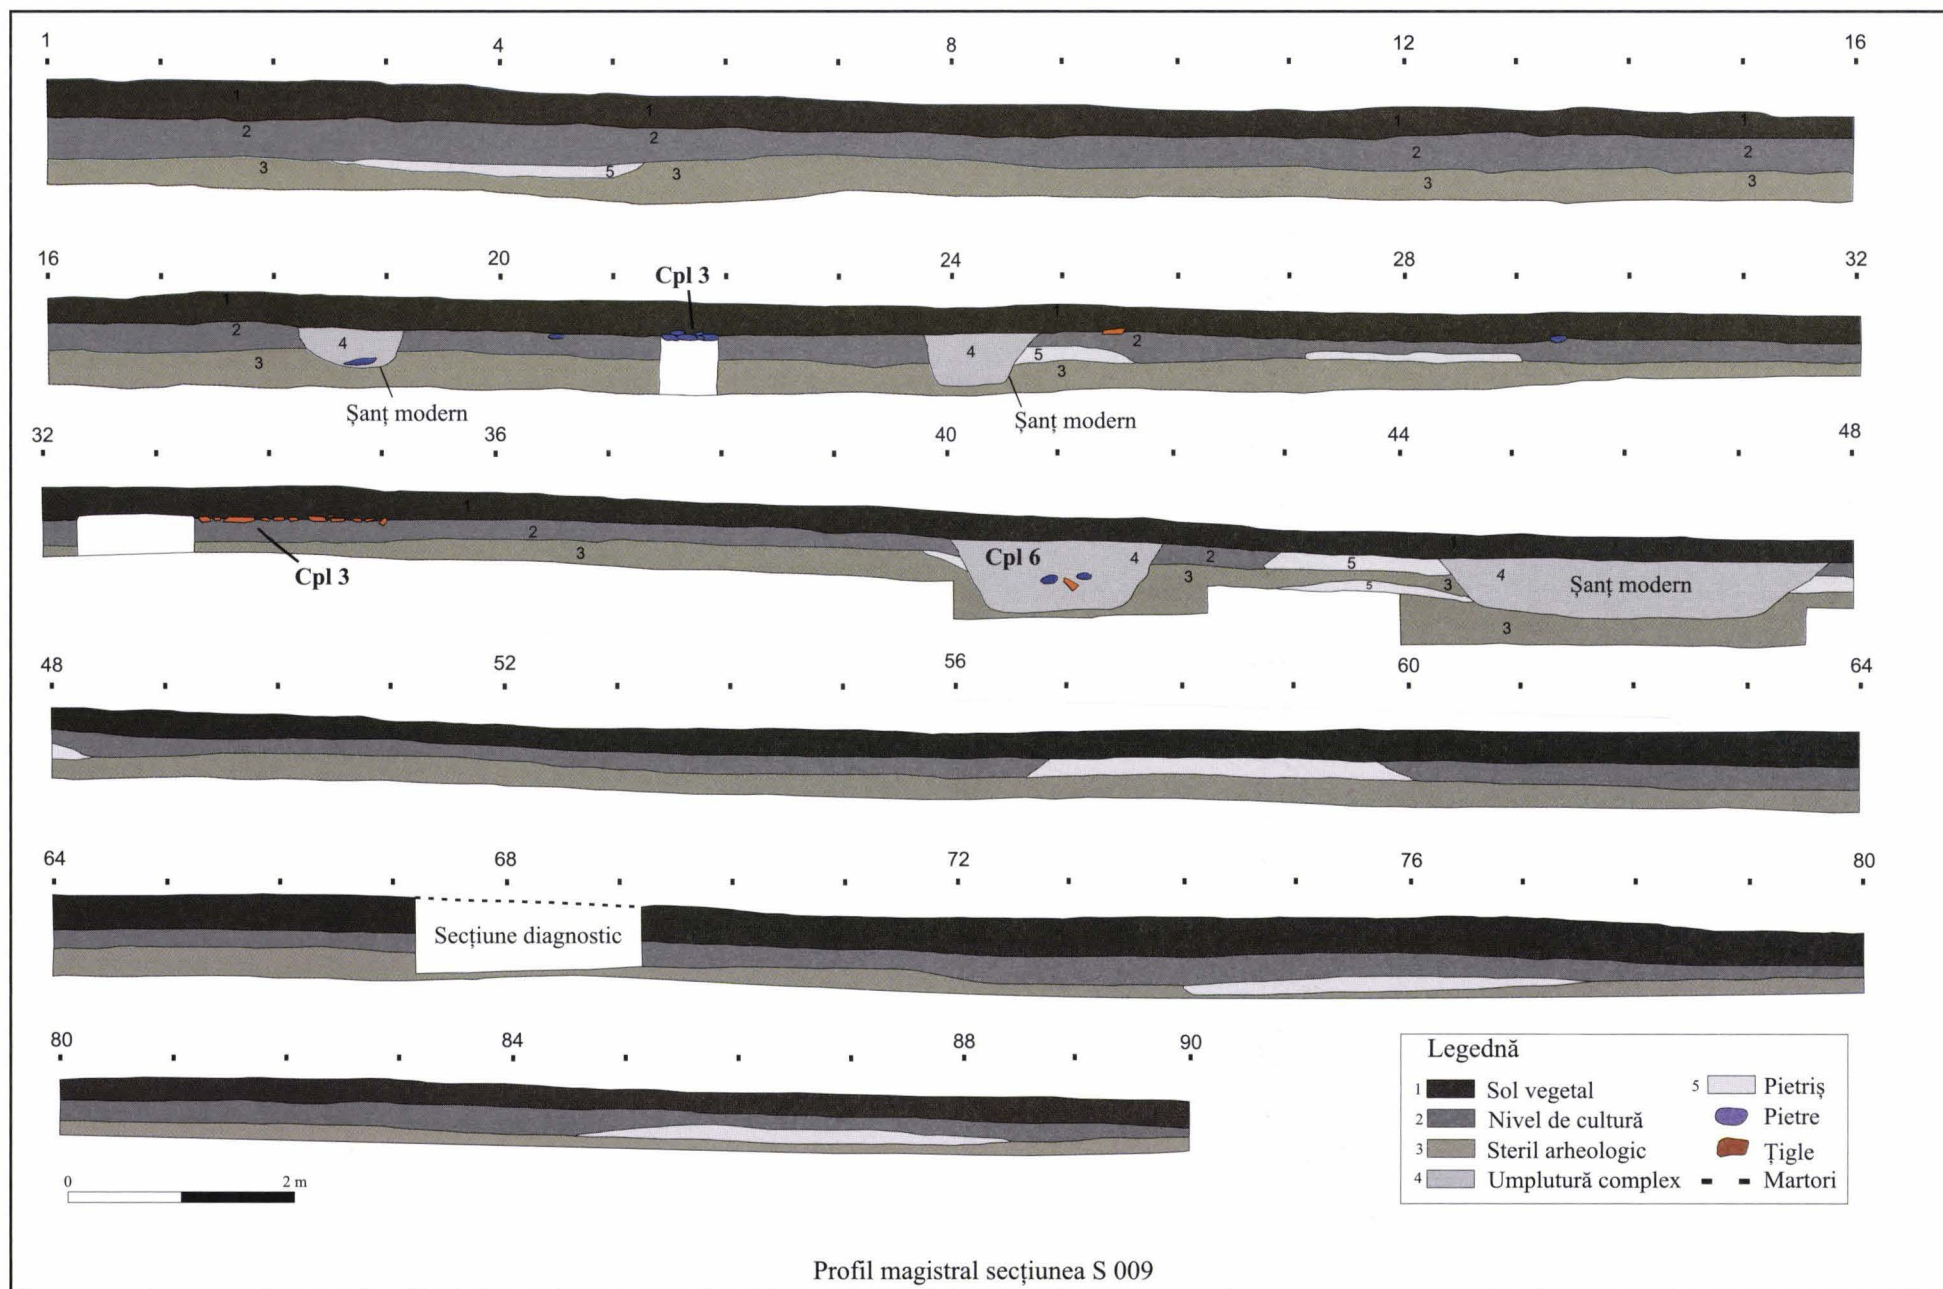 1 4 8 12 16
1 1 1 1
2 2 2 2
3 5 3 3 3
16 20 Cpl 3 24 28 32
1 1
2 4 4 2
3 5 3
Șanț modern Șanț modern
32 36 40 44 48
1 1
2 Cpl 6 4 2 5 4
3 3 5 3 Șanț modern
Cpl 3
3
48 52 56 60 64
64 68 72 76 80
Secțiune diagnostic
80 84 88 90
Legednă
1 Sol vegetal 5 Pietriș
2 Nivel de cultură Pietre
3 Steril arheologic Țigle
4 Umplutură complex Martori
0 2 m
Profil magistral secțiunea S 009